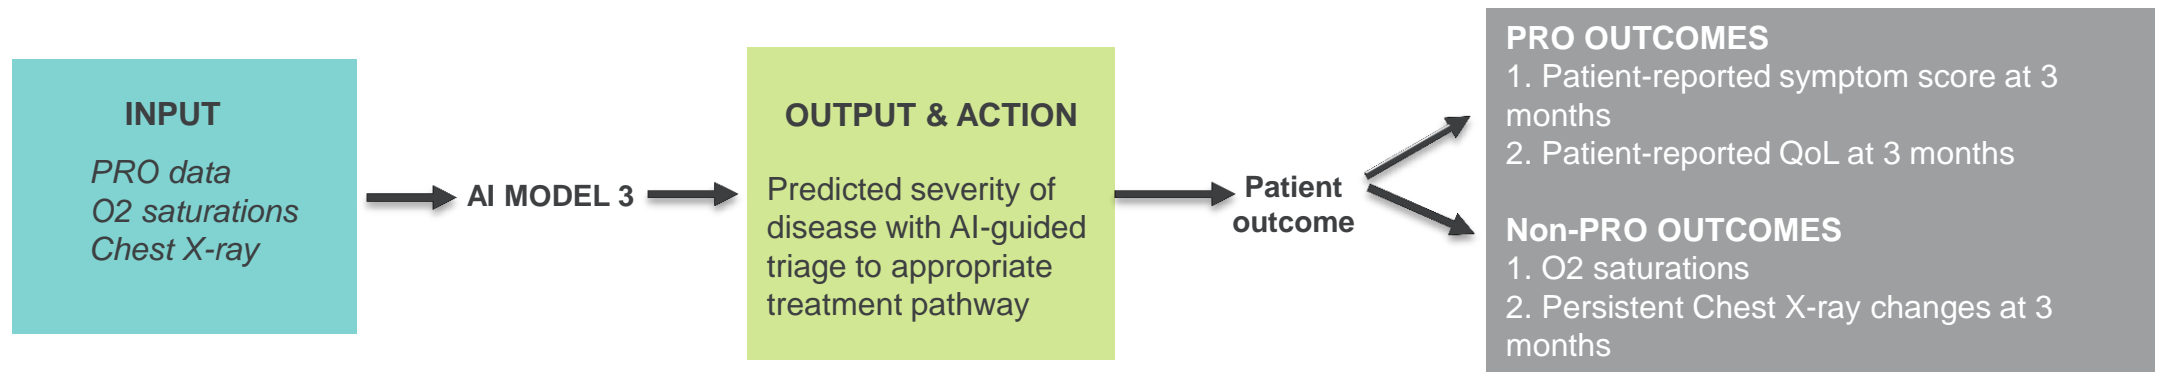 INPUT
PRO data
O2 saturations
Chest X-ray
AI MODEL 3
OUTPUT & ACTION
Predicted severity of
disease with AI-guided
triage to appropriate
treatment pathway
Patient
outcome
PRO OUTCOMES
1. Patient-reported symptom score at 3
months
2. Patient-reported QoL at 3 months
Non-PRO OUTCOMES
1. O2 saturations
2. Persistent Chest X-ray changes at 3
months